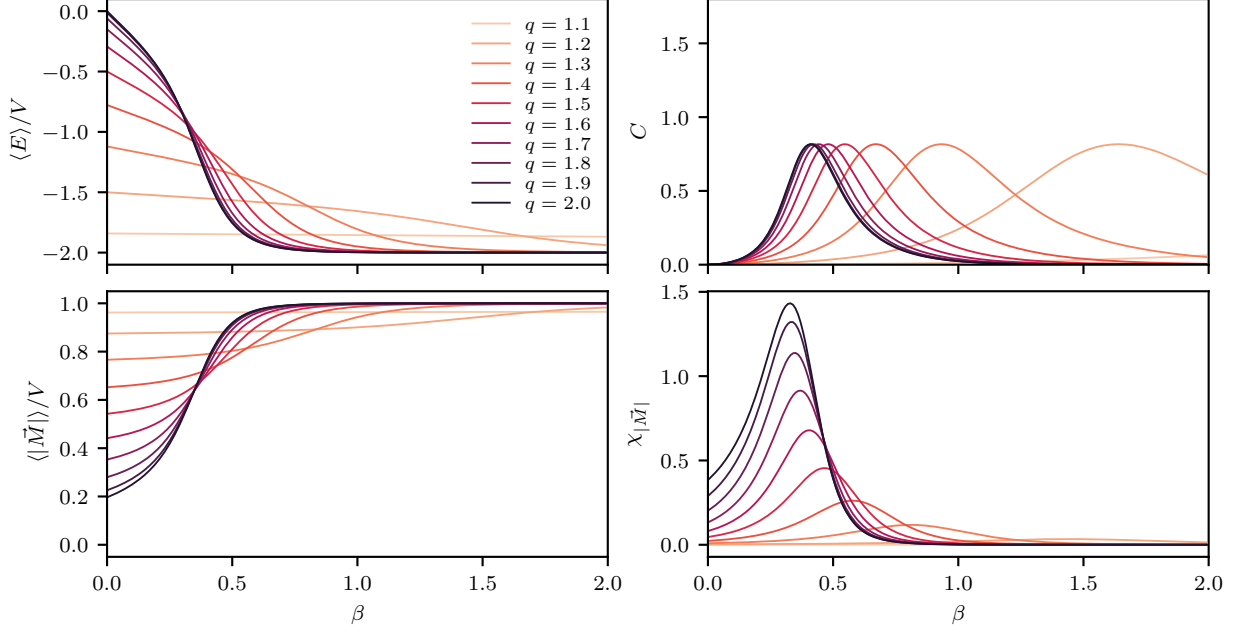 ⟨E⟩/V
0.0
−0.5
−1.0
−1.5
−2.0
q = 1.1
q = 1.2
q = 1.3
q = 1.4
q = 1.5
q = 1.6
q = 1.7
q = 1.8
q = 1.9
q = 2.0
C
1.5
1.0
0.5
0.0
⟨|M⃗|⟩/V
1.0
0.8
0.6
0.4
0.2
0.0
0.0 0.5 1.0 1.5 2.0
β
χ|M⃗|
1.5
1.0
0.5
0.0
0.0 0.5 1.0 1.5 2.0
β